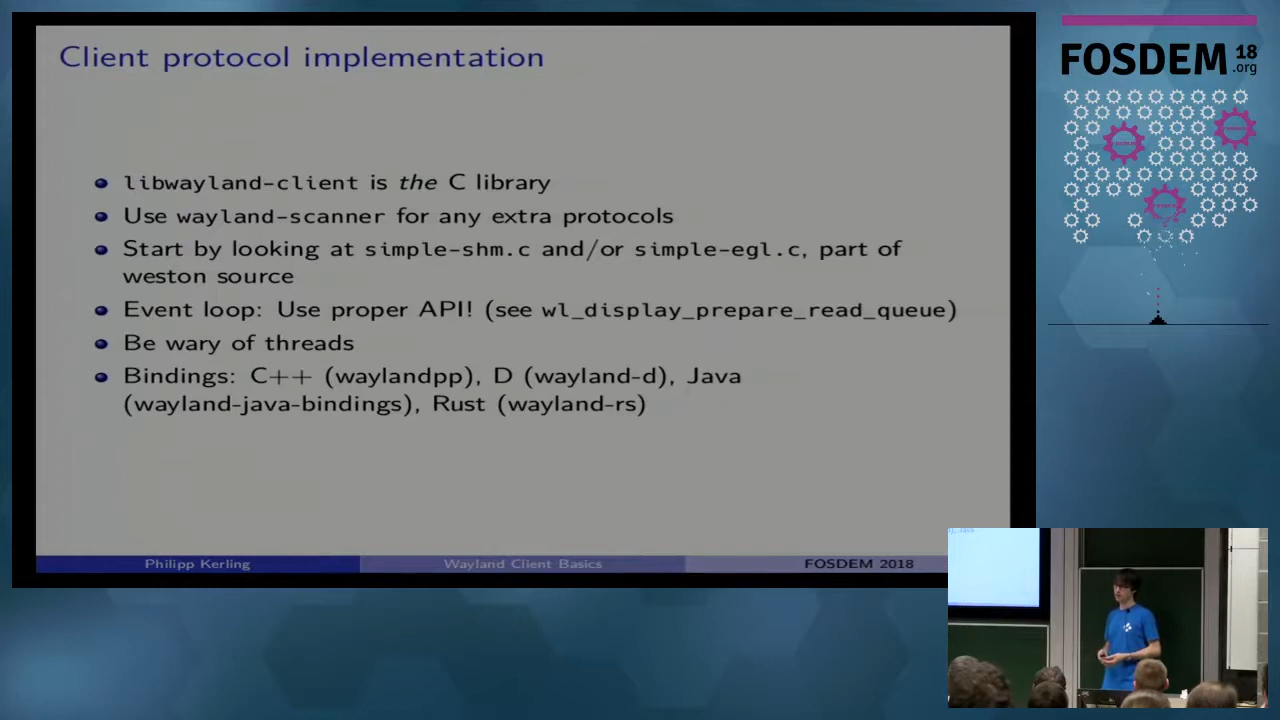 Client protocol implementation
libwayland-client is the C library
Use wayland-scanner for any extra protocols
Start by looking at simple-shm.c and/or simple-egl.c, part of
weston source
Event loop: Use proper API! (see wl_display_prepare_read_queue)
Be wary of threads
Bindings: C++ (waylandpp), D (wayland-d), Java
(wayland-java-bindings), Rust (wayland-rs)
Philipp Kerling
Wayland Client Basics
FOSDEM 2018
FOSDEM 18
.org